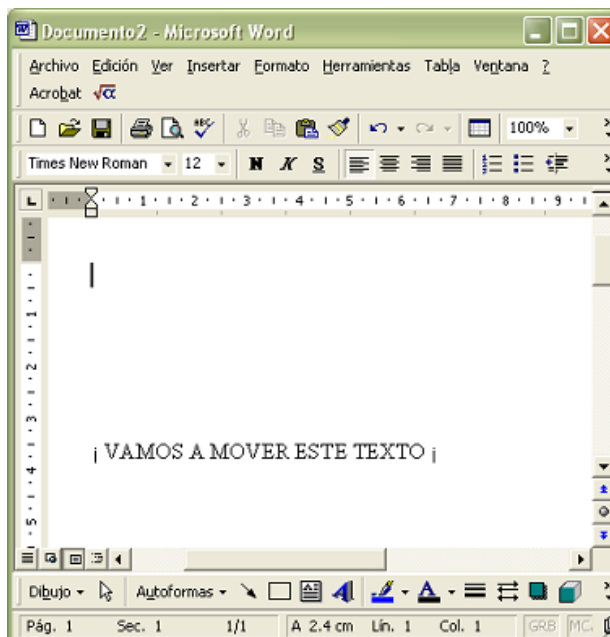 Documento2 - Microsoft Word
Archivo Edición Ver Insertar Formato Herramientas Tabla Ventana ?
Acrobat √α
100%
Times New Roman 12 N K S
L 1 2 3 4 5 6 7 8 9
1
2
3
4
5
¡ VAMOS A MOVER ESTE TEXTO ¡
Dibujo Autoformas
Pág. 1 Sec. 1 1/1 A 2.4 cm Lín. 1 Col. 1 GRB MC